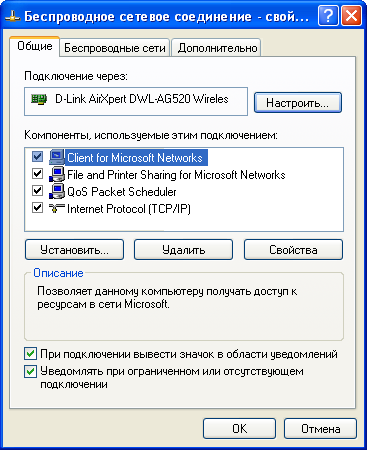 Беспроводное сетевое соединение - свой...
Общие
Беспроводные сети
Дополнительно
Подключение через:
D-Link AirXpert DWL-AG520 Wireles
Настроить...
Компоненты, используемые этим подключением:
Client for Microsoft Networks
File and Printer Sharing for Microsoft Networks
QoS Packet Scheduler
Internet Protocol (TCP/IP)
Установить...
Удалить
Свойства
Описание
Позволяет данному компьютеру получать доступ к
ресурсам в сети Microsoft.
При подключении вывести значок в области уведомлений
Уведомлять при ограниченном или отсутствующем
подключении
OK
Отмена